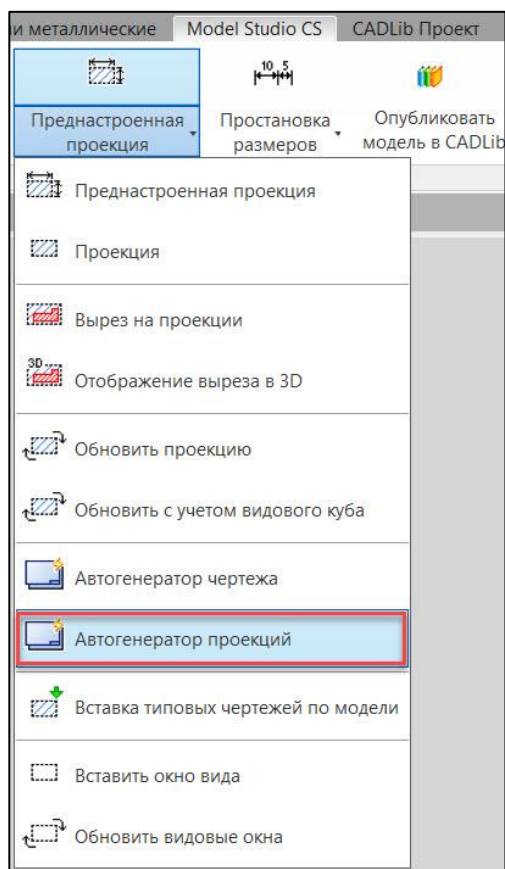 и металлические Model Studio CS CADLib Проект
Преднастроенная проекция
Простановка размеров
Опубликовать модель в CADLib
Преднастроенная проекция
Проекция
Вырез на проекции
3D
Отображение выреза в 3D
Обновить проекцию
Обновить с учетом видового куба
Автогенератор чертежа
Автогенератор проекций
Вставка типовых чертежей по модели
Вставить окно вида
Обновить видовые окна